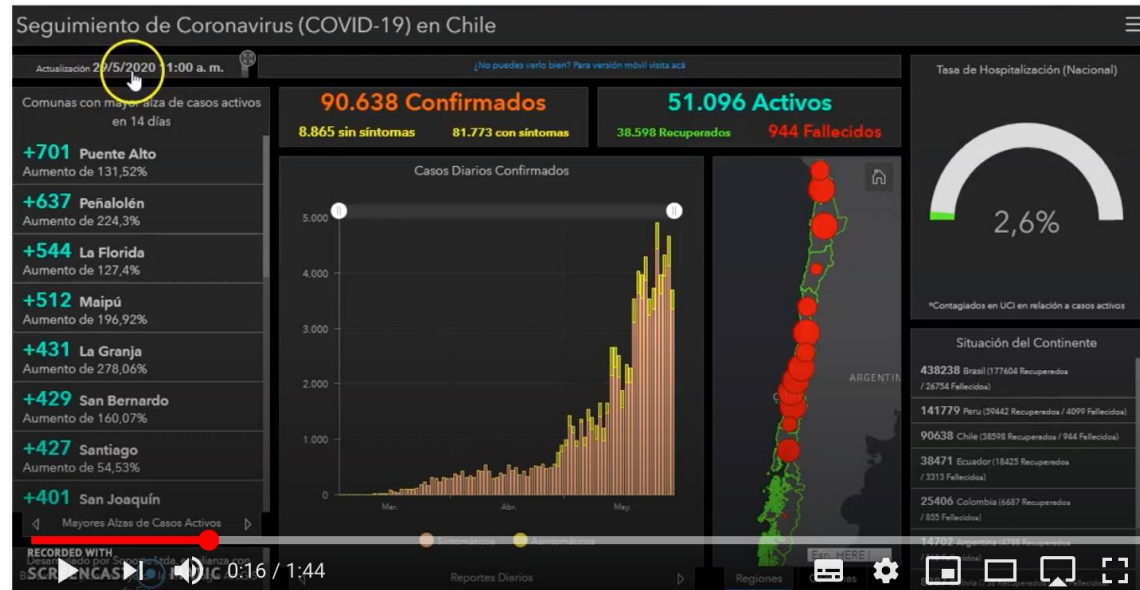 Seguimiento de Coronavirus (COVID-19) en Chile
Actualización 29/5/2020 11:00 a. m.
¿No puedes verlo bien? Para versión móvil visita acá
Comunas con mayor alza de casos activos
en 14 días
+701 Puente Alto
Aumento de 131,52%
+637 Peñalolén
Aumento de 224,3%
+544 La Florida
Aumento de 127,4%
+512 Maipú
Aumento de 196,92%
+431 La Granja
Aumento de 278,06%
+429 San Bernardo
Aumento de 160,07%
+427 Santiago
Aumento de 54,53%
+401 San Joaquín
Mayores Alzas de Casos Activos
90.638 Confirmados
8.865 sin síntomas 81.773 con síntomas
51.096 Activos
38.598 Recuperados 944 Fallecidos
Casos Diarios Confirmados
5.000
4.000
3.000
2.000
1.000
0
Mar. Abr. May.
Sintomáticos Asintomáticos
Reportes Diarios
ARGENTIN
Esri, HERE
Regiones
Tasa de Hospitalización (Nacional)
2,6%
*Contagiados en UCI en relación a casos activos
Situación del Continente
438238 Brasil (177604 Recuperados
/ 26754 Fallecidos)
141779 Peru (59442 Recuperados / 4099 Fallecidos)
90638 Chile (38598 Recuperados / 944 Fallecidos)
38471 Ecuador (18425 Recuperados
/ 3313 Fallecidos)
25406 Colombia (6687 Recuperados
/ 855 Fallecidos)
14702 Argentina (4788 Recuperados
RECORDED WITH
0:16 / 1:44